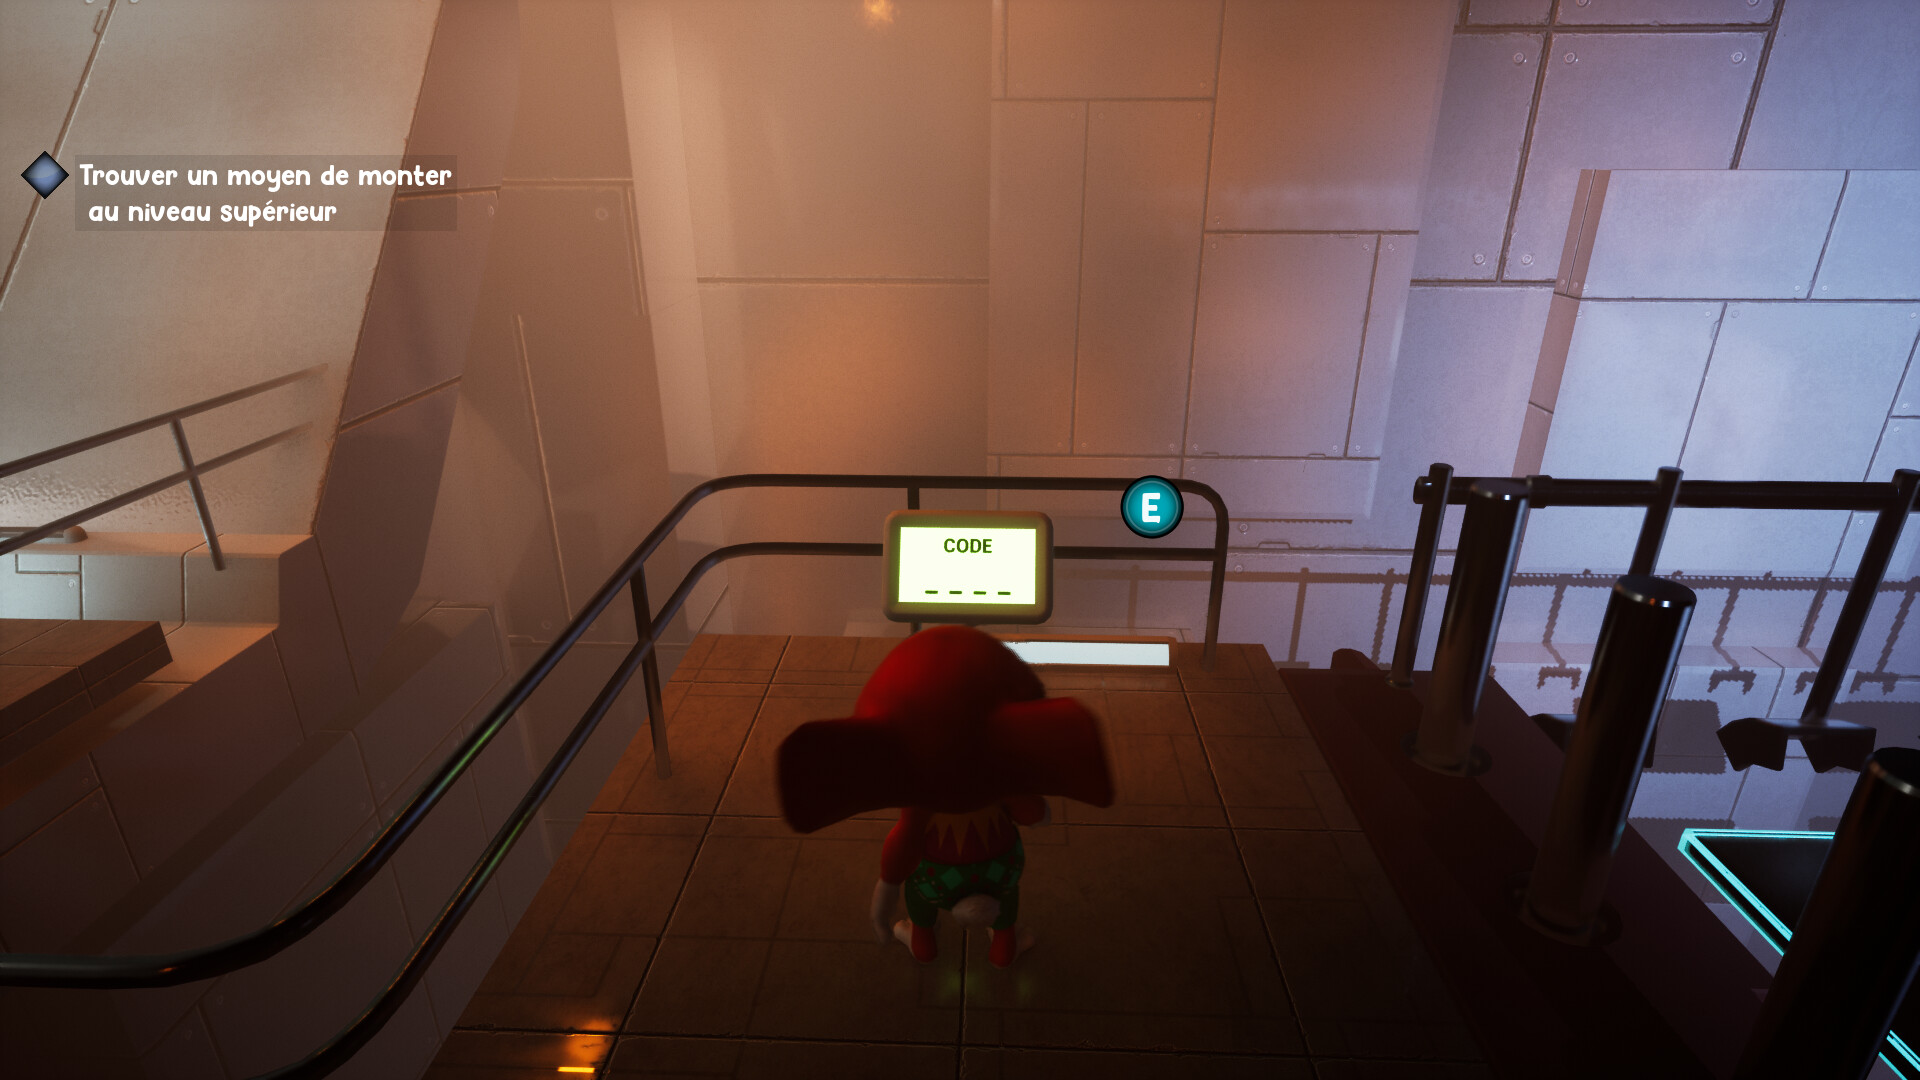 Trouver un moyen de monter
au niveau supérieur
E
CODE
_ _ _ _